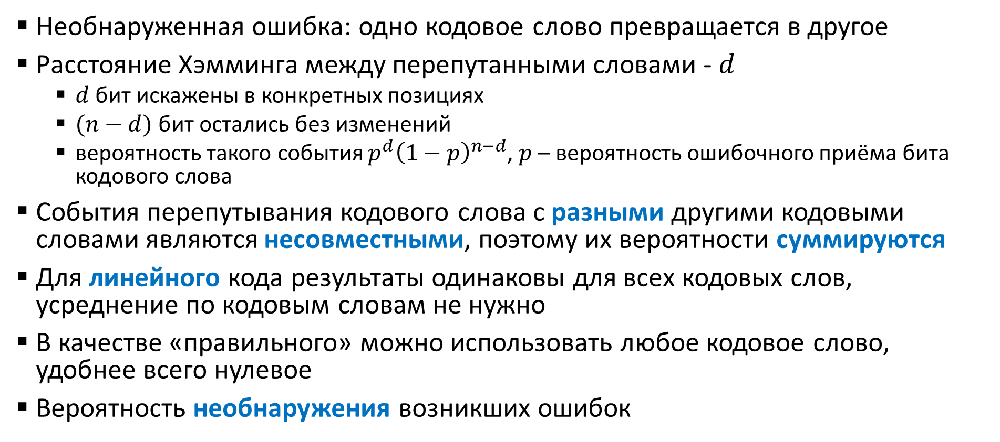 ▪ Необнаруженная ошибка: одно кодовое слово превращается в другое
▪ Расстояние Хэмминга между перепутанными словами - d
▪ d бит искажены в конкретных позициях
▪ (n − d) бит остались без изменений
▪ вероятность такого события p^d(1 − p)^{n−d}, p – вероятность ошибочного приёма бита
кодового слова
▪ События перепутывания кодового слова с разными другими кодовыми
словами являются несовместными, поэтому их вероятности суммируются
▪ Для линейного кода результаты одинаковы для всех кодовых слов,
усреднение по кодовым словам не нужно
▪ В качестве «правильного» можно использовать любое кодовое слово,
удобнее всего нулевое
▪ Вероятность необнаружения возникших ошибок